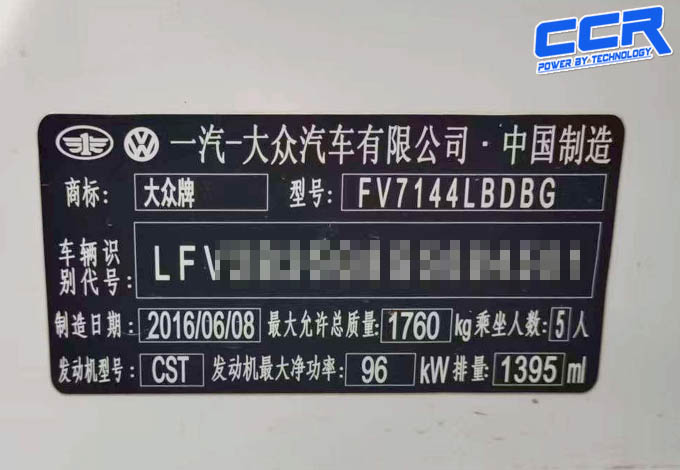 CCR
POWER BY TECHNOLOGY
一汽-大众汽车有限公司·中国制造
商标: 大众牌 型号: FV7144LBDBG
车辆识
别代号: LFV
制造日期: 2016/06/08 最大允许总质量: 1760 kg 乘坐人数: 5 人
发动机型号: CST 发动机最大净功率: 96 kW 排量: 1395 ml